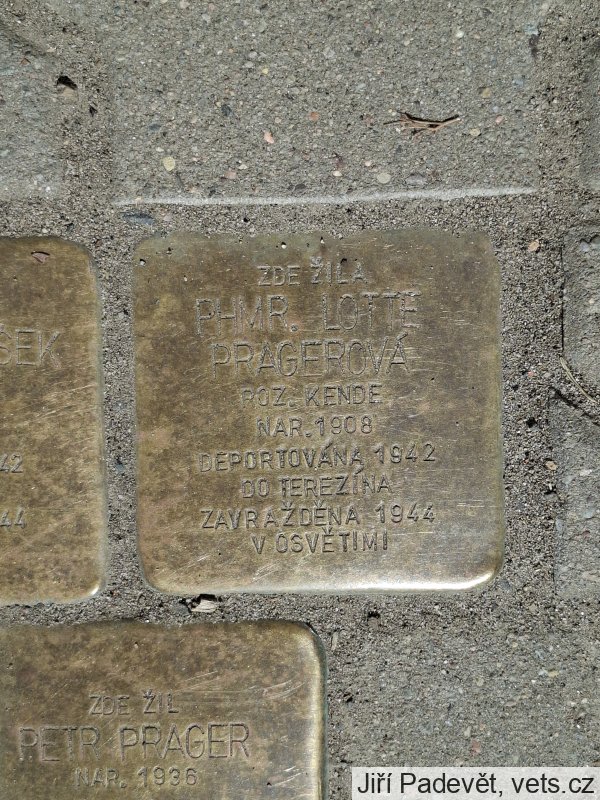 ŠEK
42
44
ZDE ŽILA
PHMR. LOTTE
PRAGEROVÁ
ROZ. KENDE
NAR. 1908
DEPORTOVÁNA 1942
DO TEREZÍNA
ZAVRAŽDĚNA 1944
V OSVĚTIMI
ZDE ŽIL
PETR PRAGER
NAR. 1936
Jiří Padevět, vets.cz